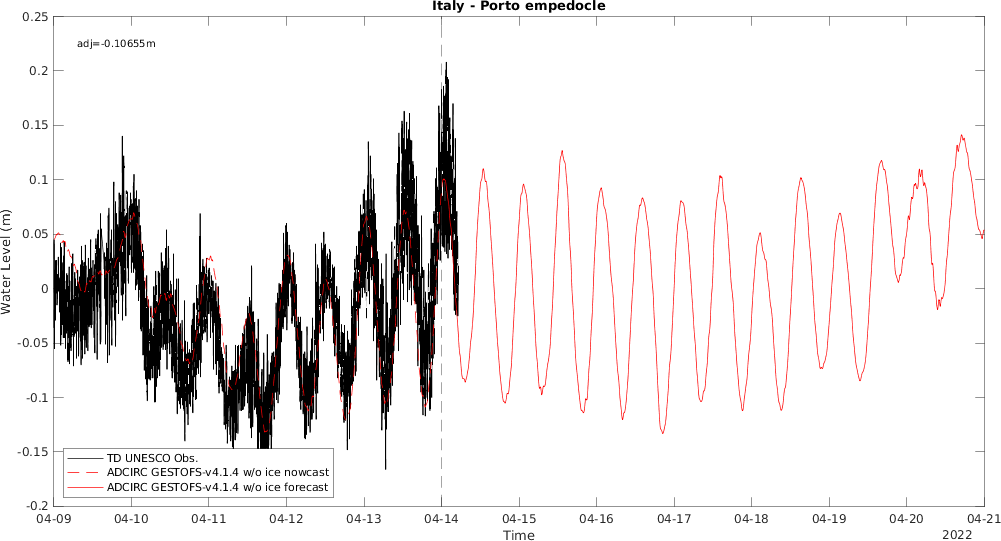 Italy - Porto empedocle
adj=-0.10655m
0.25
0.2
0.15
0.1
0.05
0
-0.05
-0.1
-0.15
-0.2
Water Level (m)
TD UNESCO Obs.
ADCIRC GESTOFS-v4.1.4 w/o ice nowcast
ADCIRC GESTOFS-v4.1.4 w/o ice forecast
04-09 04-10 04-11 04-12 04-13 04-14 04-15 04-16 04-17 04-18 04-19 04-20 04-21
Time
2022